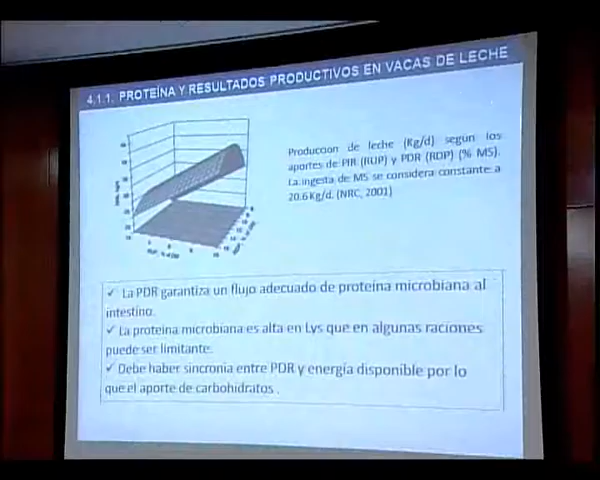 4.1.1. PROTEÍNA Y RESULTADOS PRODUCTIVOS EN VACAS DE LECHE
Produccion de leche (Kg/d) según los
aportes de PIR (RUP) y PDR (RDP) (% MS).
La ingesta de MS se considera constante a
20.6 Kg/d. (NRC, 2001)
✓ La PDR garantiza un flujo adecuado de proteína microbiana al
intestino.
✓ La proteina microbiana es alta en Lys que en algunas raciones
puede ser limitante.
✓ Debe haber sincronia entre PDR y energía disponible por lo
que el aporte de carbohidratos .